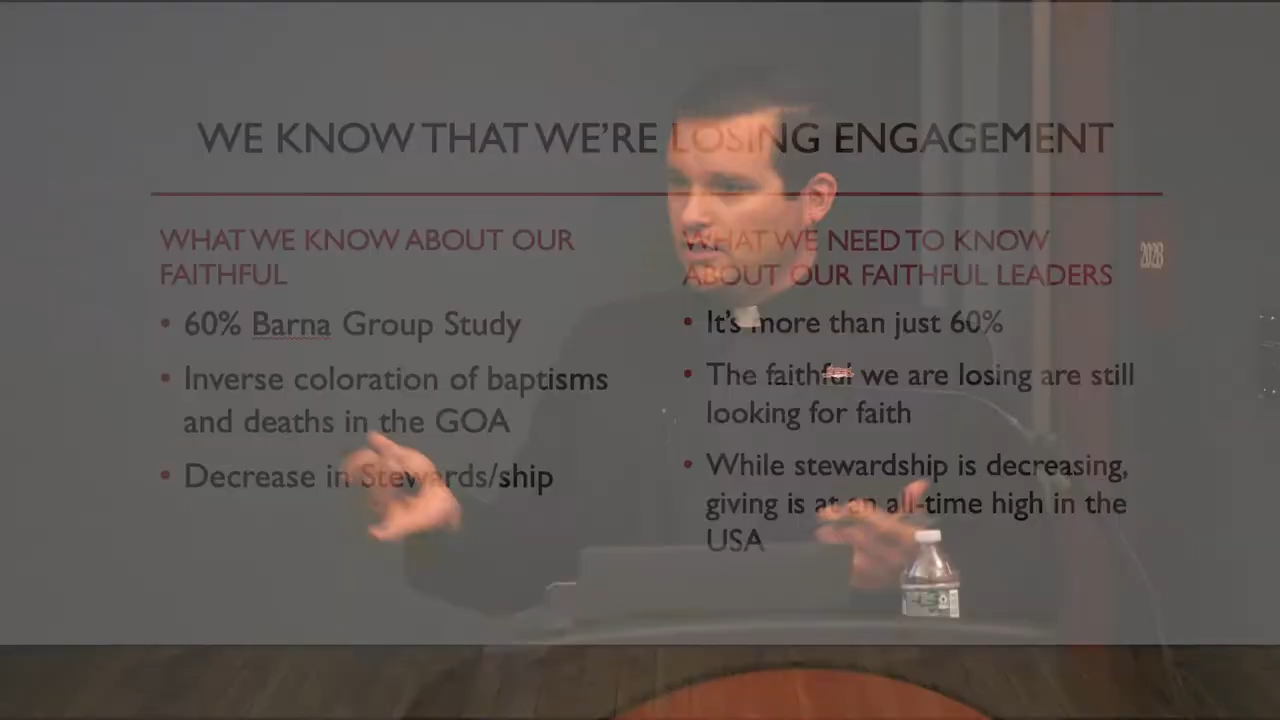 WE KNOW THAT WE'RE LOSING ENGAGEMENT
WHAT WE KNOW ABOUT OUR
FAITHFUL
• 60% Barna Group Study
• Inverse coloration of baptisms
and deaths in the GOA
• Decrease in Stewards/ship
WHAT WE NEED TO KNOW
ABOUT OUR FAITHFUL LEADERS
• It's more than just 60%
• The faithful we are losing are still
looking for faith
• While stewardship is decreasing,
giving is at an all-time high in the
USA